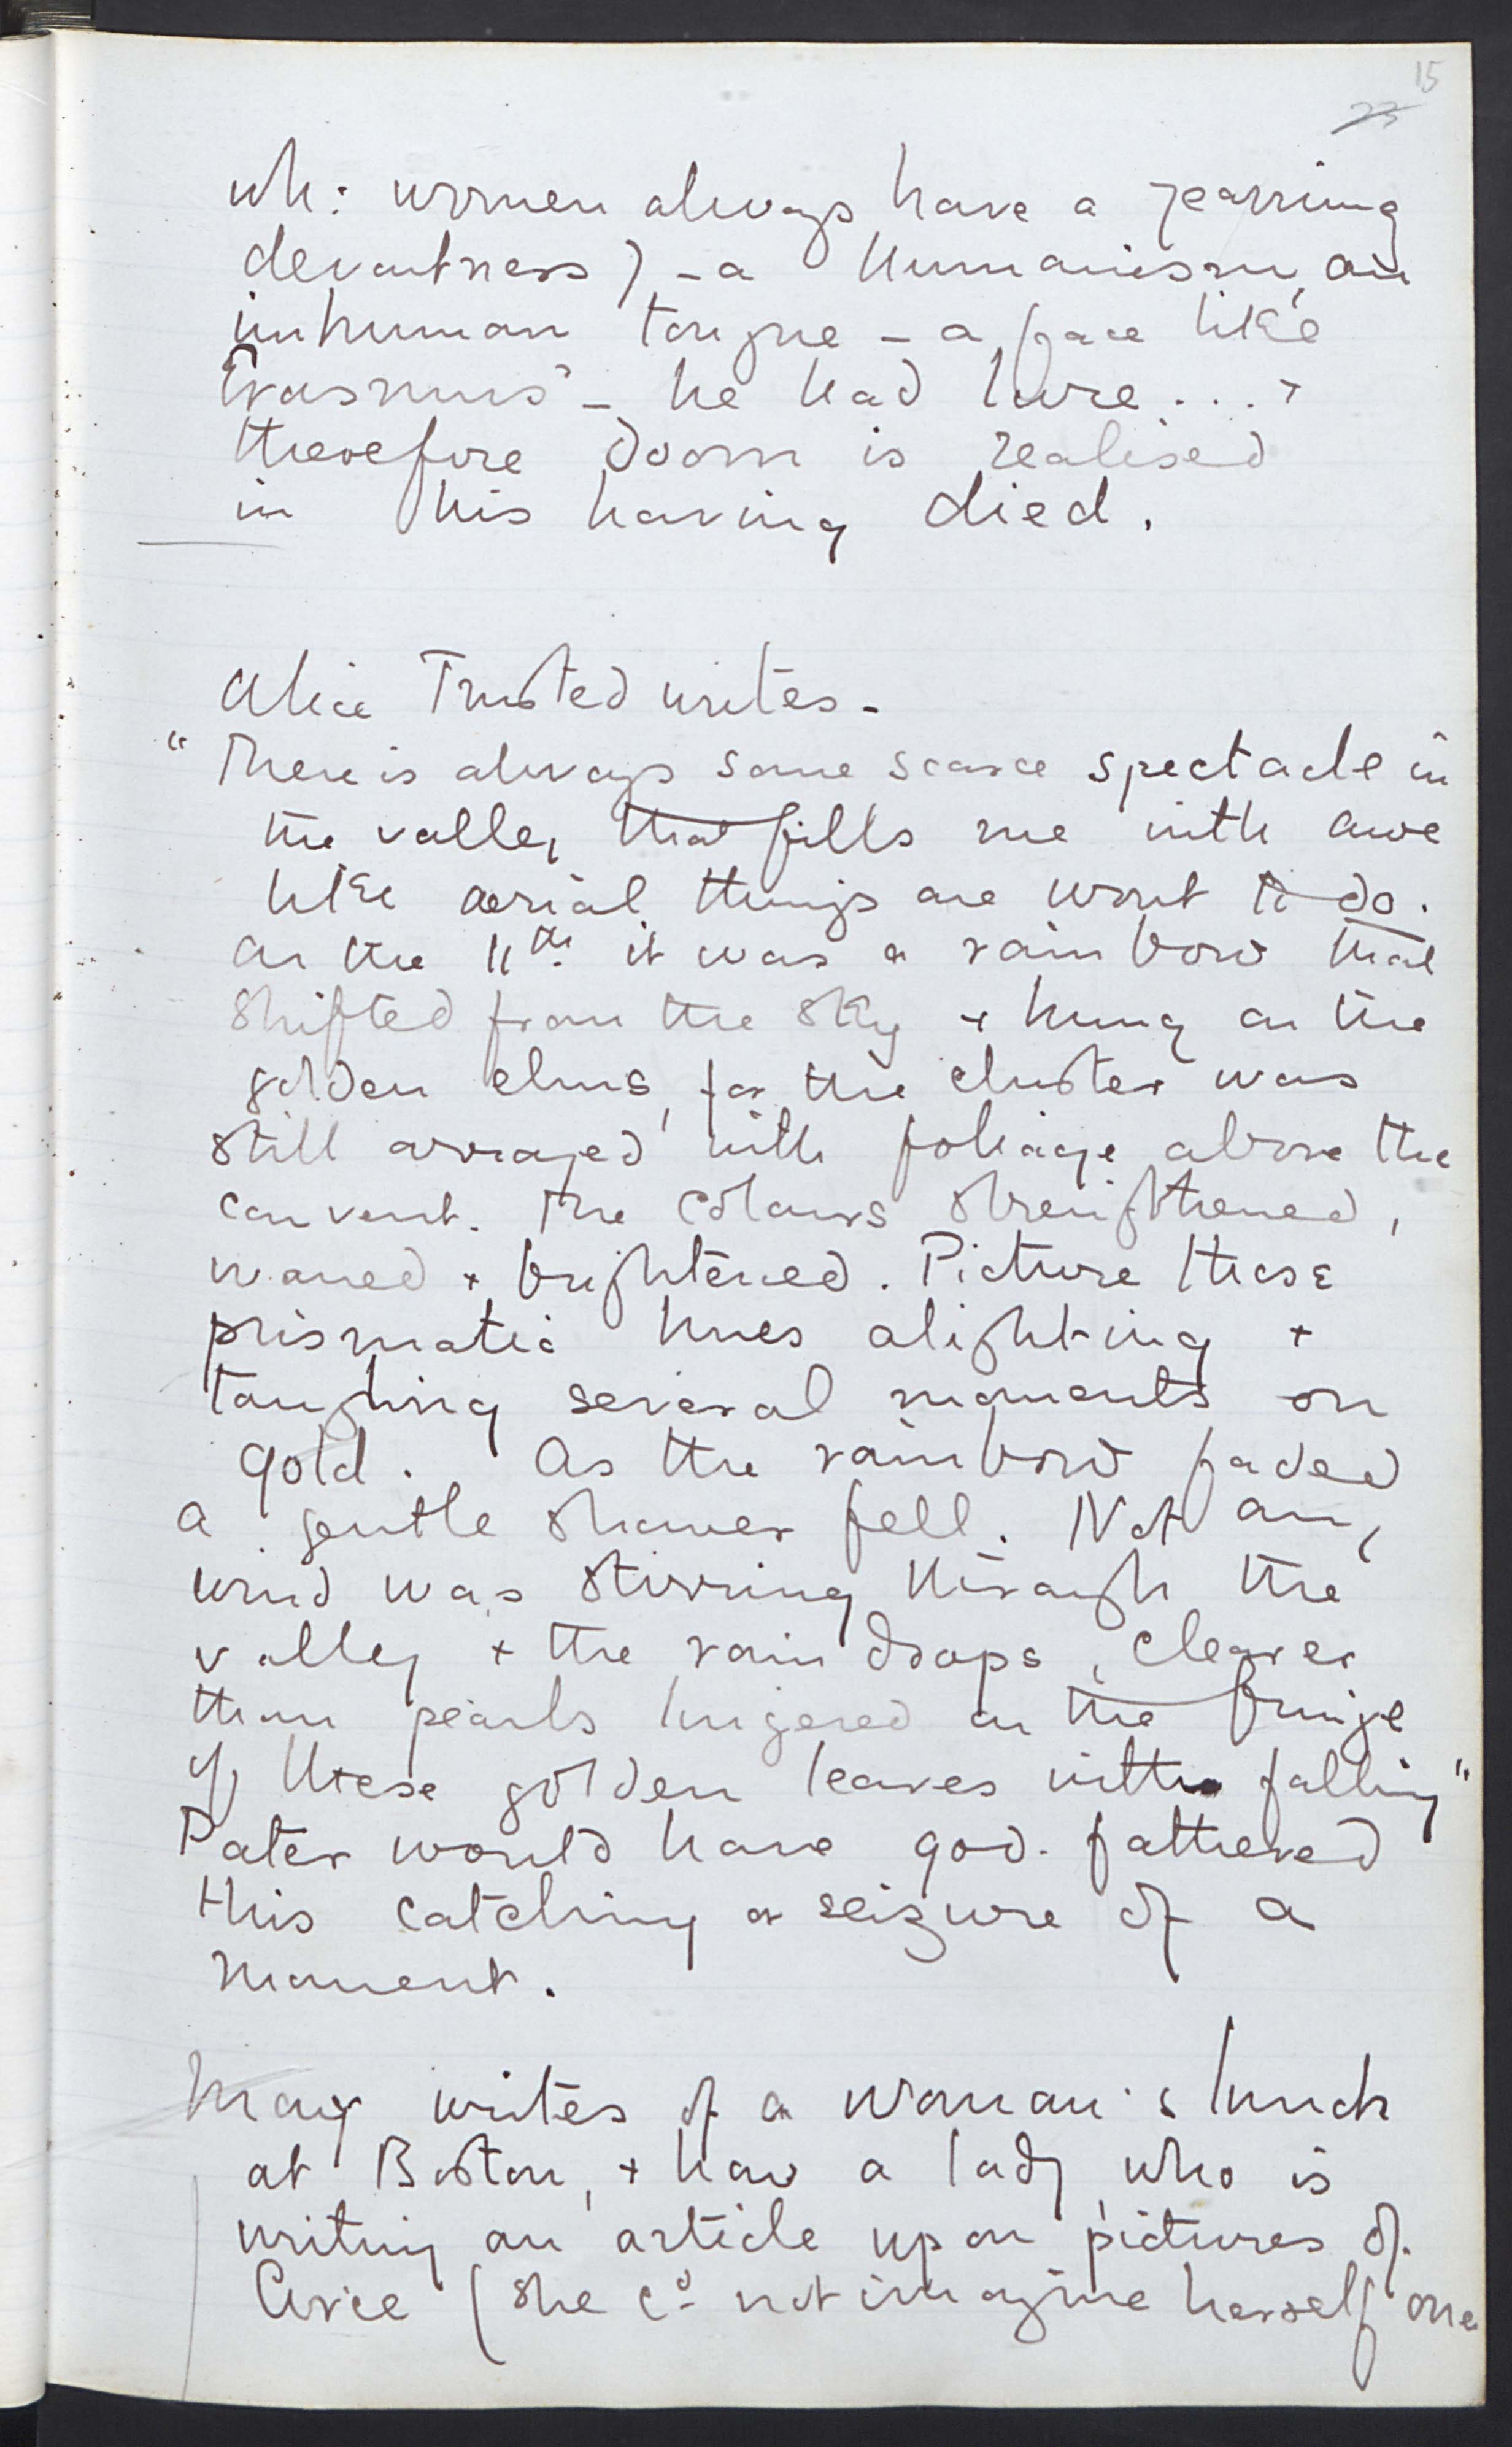 15
23
wh: women always have a yearning
devoutness) - a Humanism, an
inhuman tongue - a face like
Erasmus' - he had lure . . . +
therefore doom is realised
in his having died.
Alice Trusted writes -
"There is always some scarce spectacle in
the valley that fills me with awe
like aerial things are wont to do.
On the 11th. it was a rainbow that
shifted from the sky + hung on the
golden elms, for the cluster was
still arrayed with foliage above the
convent. The colours strengthened,
waned + brightened. Picture these
prismatic hues alighting +
laughing several moments on
gold. As the rainbow faded
a gentle shower fell. Not any
wind was stirring through the
valley + the rain drops, clearer
than pearls lingered on the fringe
of these golden leaves with falling"
Pater would have god-fathered
this catching or seizure of a
moment.
Mary writes of a woman's lunch
at Boston, + how a lady, who is
writing an article upon pictures of
Circe (she cd not imagine herself one